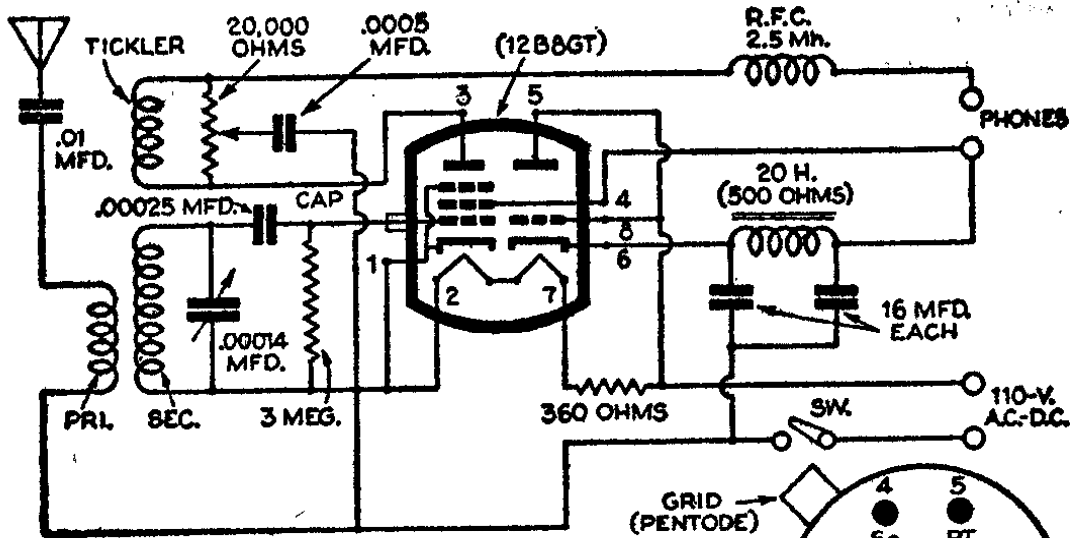 TICKLER
20,000
OHMS
.0005
MFD.
(12B8GT)
R.F.C.
2.5 Mh.
3
5
PHONES
.01
MFD.
CAP
.00025 MFD.
20 H.
(500 OHMS)
4
8
6
1
2
7
16 MFD.
EACH
.00014
MFD.
PRI.
SEC.
3 MEG.
360 OHMS
SW.
110-V.
A.C.-D.C.
GRID
(PENTODE)
4
5